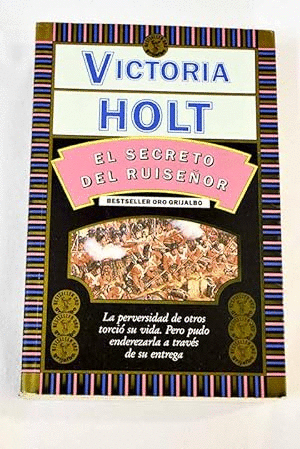 VICTORIA
HOLT
EL SECRETO
DEL RUISEÑOR
BESTSELLER ORO GRIJALBO
La perversidad de otros
torció su vida. Pero pudo
enderezarla a través
de su entrega